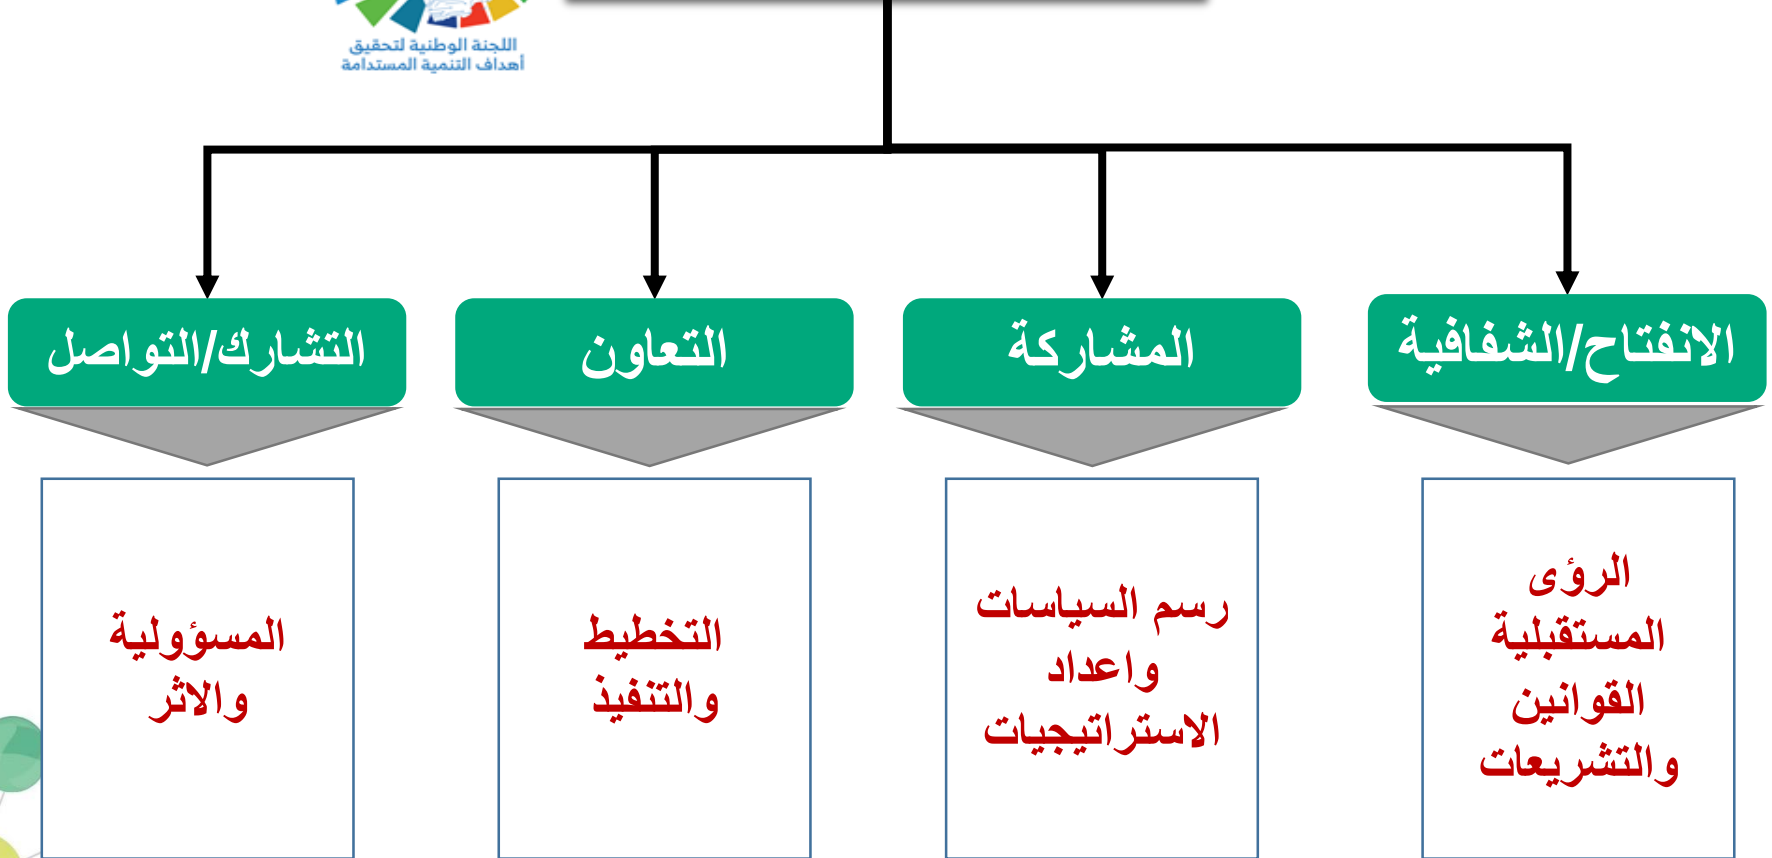 اللجنة الوطنية لتحقيق
أهداف التنمية المستدامة
الانفتاح/الشفافية
المشاركة
التعاون
التشارك/التواصل
الرؤى
المستقبلية
القوانين
والتشريعات
رسم السياسات
واعداد
الاستراتيجيات
التخطيط
والتنفيذ
المسؤولية
والاثر